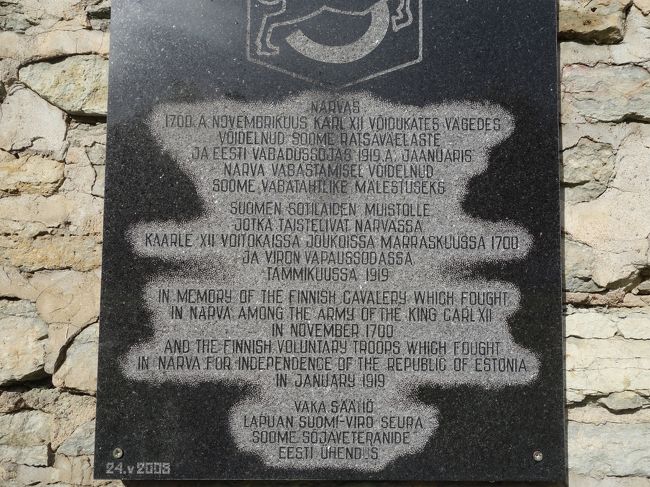 NARVAS
1700.A NOVEMBRIKUUS KARL XII VÕIDUKATES VÄGEDES
VÕIDELNUD SOOME RATSAVÄELASTE
JA EESTI VABADUSSÕJAS 1919.A. JAANUARIS
NARVA VABASTAMISEL VÕIDELNUD
SOOME VABATAHTLIKE MÄLESTUSEKS
SUOMEN SOTILAIDEN MUISTOLLE
JOTKA TAISTELIVAT NARVASSA
KAARLE XII VOITOKAISSA JOUKOISSA MARRASKUUSSA 1700
JA VIRON VAPAUSSODASSA
TAMMIKUUSSA 1919
IN MEMORY OF THE FINNISH CAVALERY WHICH FOUGHT
IN NARVA AMONG THE ARMY OF THE KING CARL XII
IN NOVEMBER 1700
AND THE FINNISH VOLUNTARY TROOPS WHICH FOUGHT
IN NARVA FOR INDEPENDENCE OF THE REPUBLIC OF ESTONIA
IN JANUARY 1919
VAKA SÄÄTIÖ
LAPUAN SUOMI-VIRO SEURA
SOOME SÕJAVETERANIDE
EESTI ÜHENDUS
24.V 2003